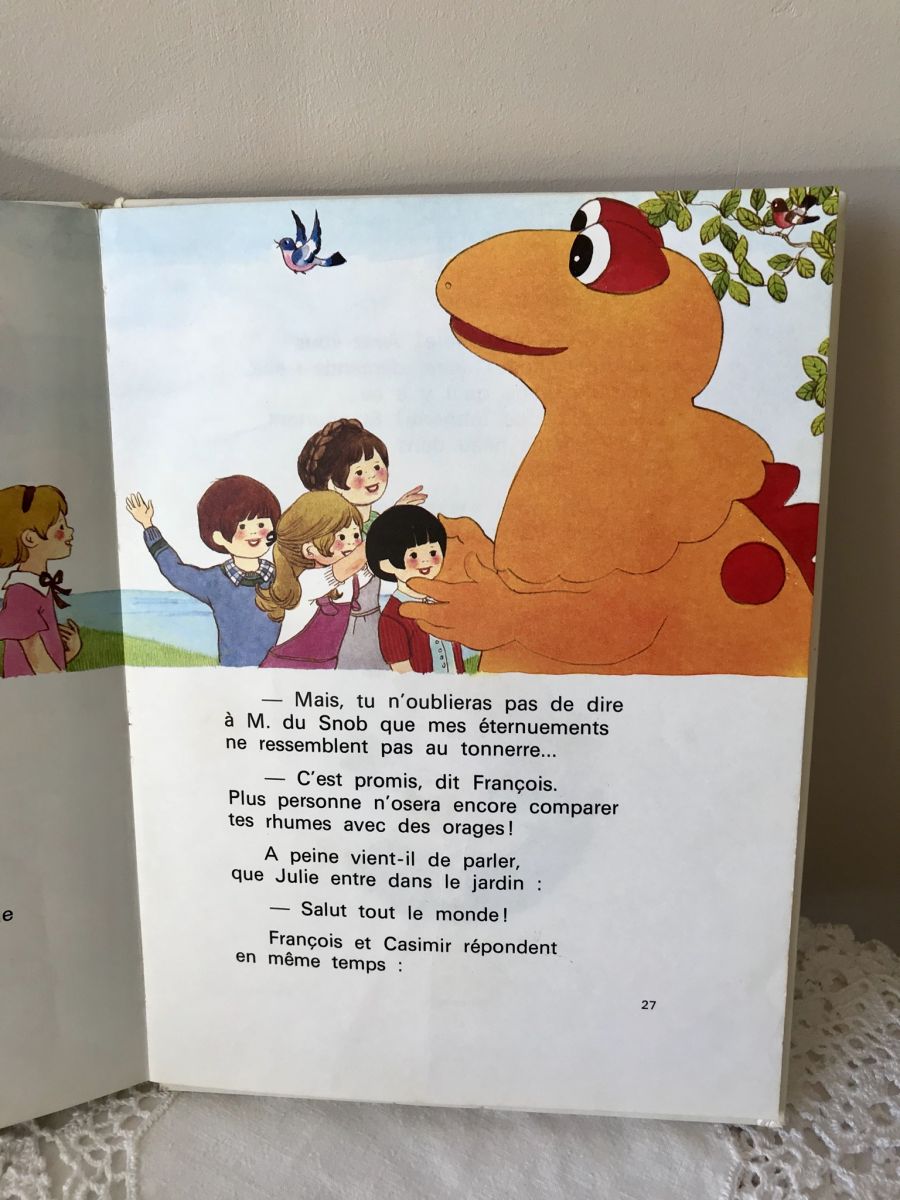 — Mais, tu n'oublieras pas de dire
à M. du Snob que mes éternuements
ne ressemblent pas au tonnerre...
— C'est promis, dit François.
Plus personne n'osera encore comparer
tes rhumes avec des orages!
A peine vient-il de parler,
que Julie entre dans le jardin :
— Salut tout le monde!
François et Casimir répondent
en même temps :
27